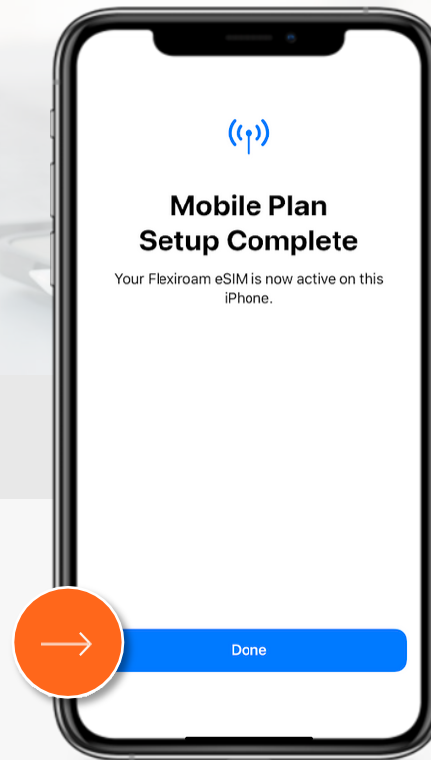 Mobile Plan
Setup Complete
Your Flexiroam eSIM is now active on this
iPhone.
Done